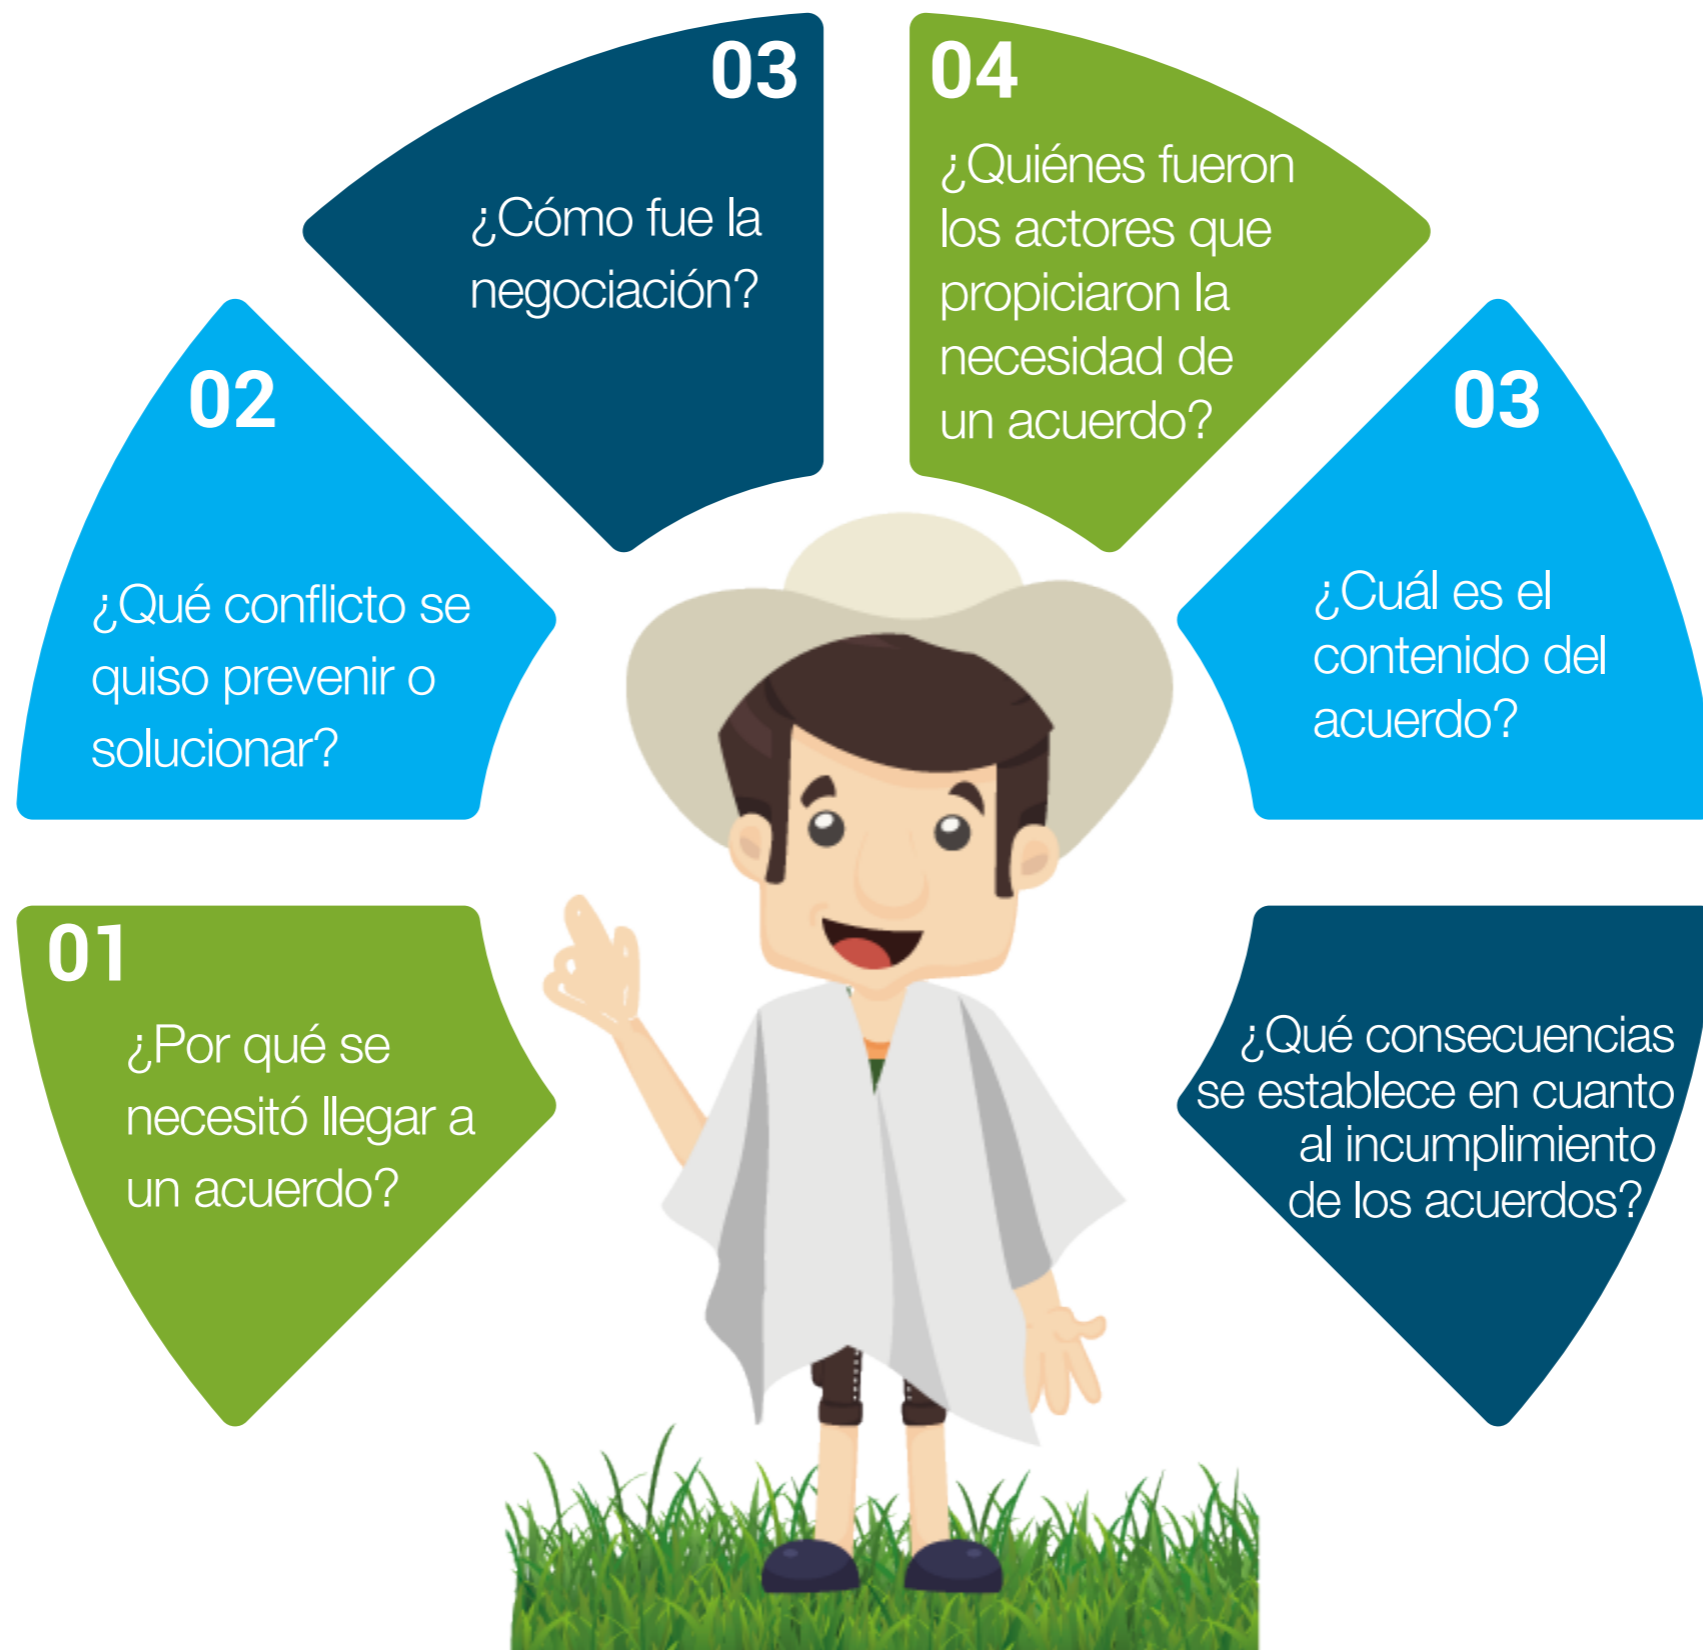 01
¿Por qué se
necesitó llegar a
un acuerdo?
02
¿Qué conflicto se
quiso prevenir o
solucionar?
03
¿Cómo fue la
negociación?
04
¿Quiénes fueron
los actores que
propiciaron la
necesidad de
un acuerdo?
03
¿Cuál es el
contenido del
acuerdo?
¿Qué consecuencias
se establece en cuanto
al incumplimiento
de los acuerdos?